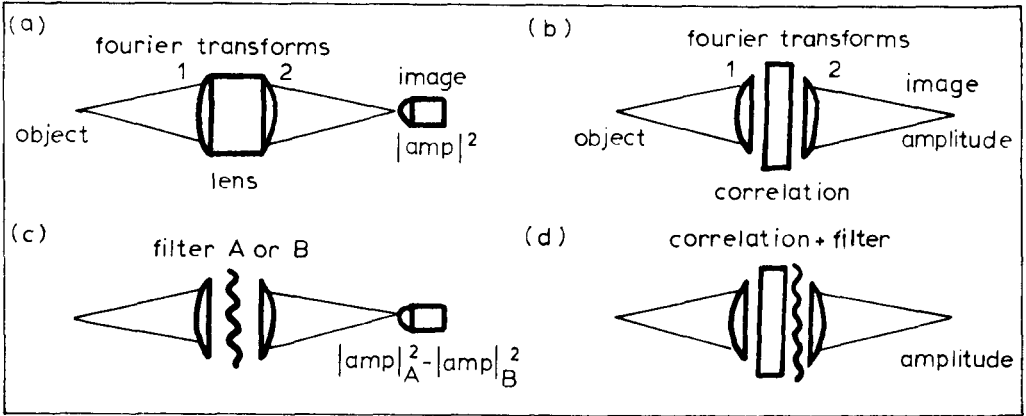 (a)
fourier transforms
1 2
image
object
|amp|²
lens
(b)
fourier transforms
1 2
image
object
amplitude
correlation
(c)
filter A or B
|amp|²A - |amp|²B
(d)
correlation + filter
amplitude